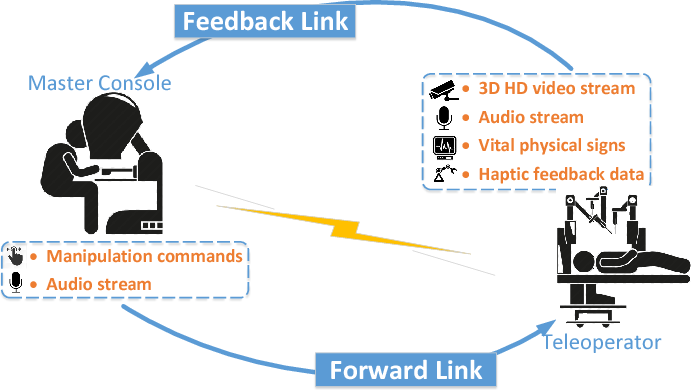 Feedback Link
Master Console
• 3D HD video stream
• Audio stream
• Vital physical signs
• Haptic feedback data
• Manipulation commands
• Audio stream
Teleoperator
Forward Link